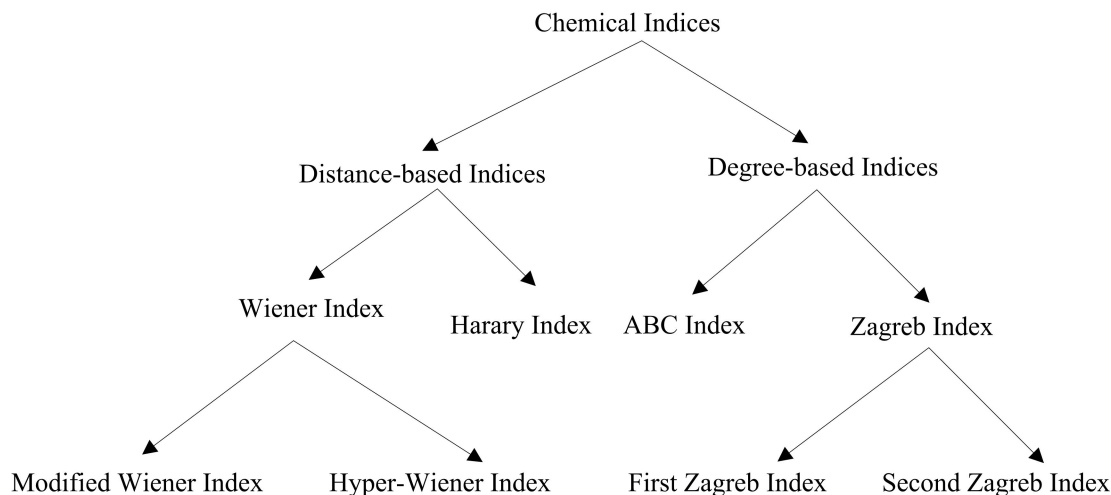 Chemical Indices
Distance-based Indices
Degree-based Indices
Wiener Index
Harary Index
ABC Index
Zagreb Index
Modified Wiener Index
Hyper-Wiener Index
First Zagreb Index
Second Zagreb Index